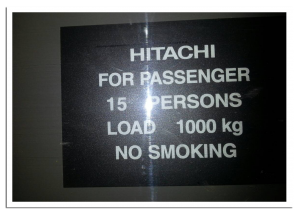 HITACHI
FOR PASSENGER
15 PERSONS
LOAD 1000 kg
NO SMOKING